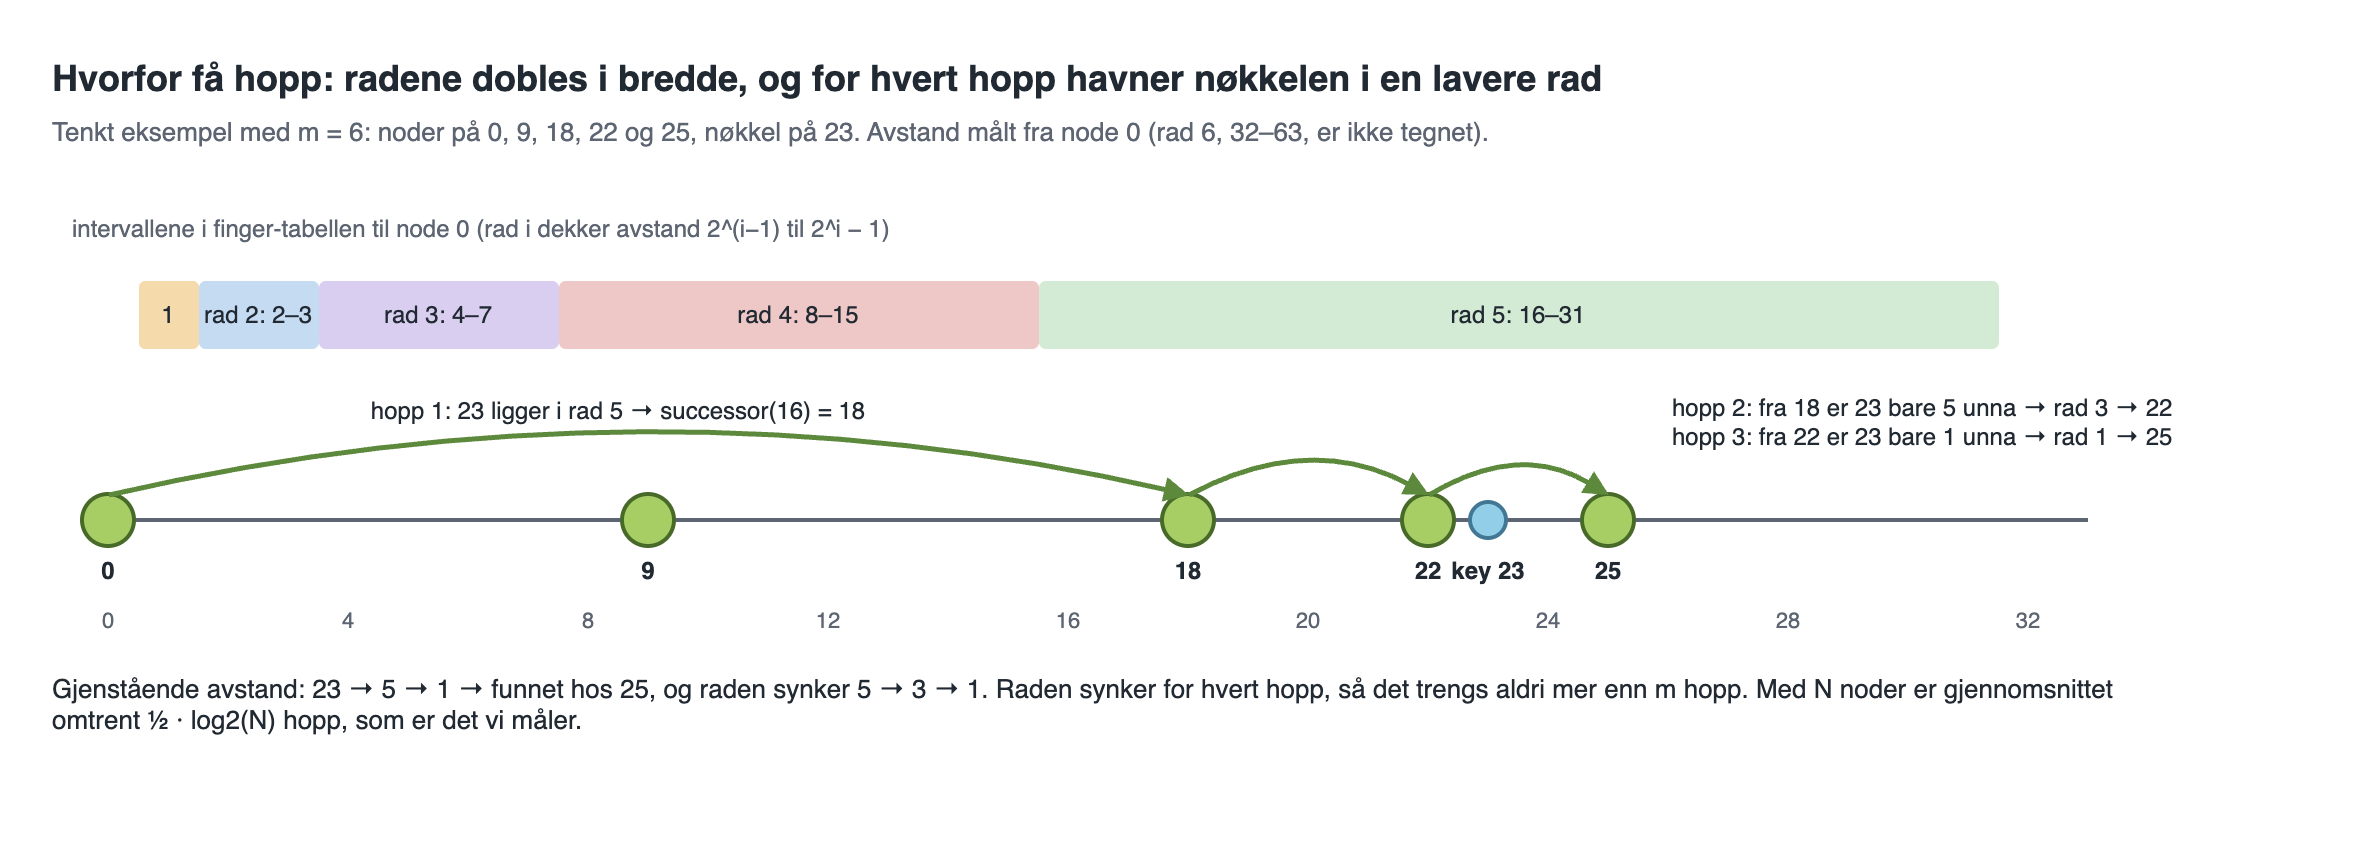 Hvorfor få hopp: radene dobles i bredde, og for hvert hopp havner nøkkelen i en lavere rad
Tenkt eksempel med m = 6: noder på 0, 9, 18, 22 og 25, nøkkel på 23. Avstand målt fra node 0 (rad 6, 32–63, er ikke tegnet).
intervallene i finger-tabellen til node 0 (rad i dekker avstand 2^(i–1) til 2^i – 1)
1 rad 2: 2–3 rad 3: 4–7 rad 4: 8–15 rad 5: 16–31
hopp 1: 23 ligger i rad 5 → successor(16) = 18
hopp 2: fra 18 er 23 bare 5 unna → rad 3 → 22
hopp 3: fra 22 er 23 bare 1 unna → rad 1 → 25
0 9 18 22 key 23 25
0 4 8 12 16 20 24 28 32
Gjenstående avstand: 23 → 5 → 1 → funnet hos 25, og raden synker 5 → 3 → 1. Raden synker for hvert hopp, så det trengs aldri mer enn m hopp. Med N noder er gjennomsnittet
omtrent ½ · log2(N) hopp, som er det vi måler.